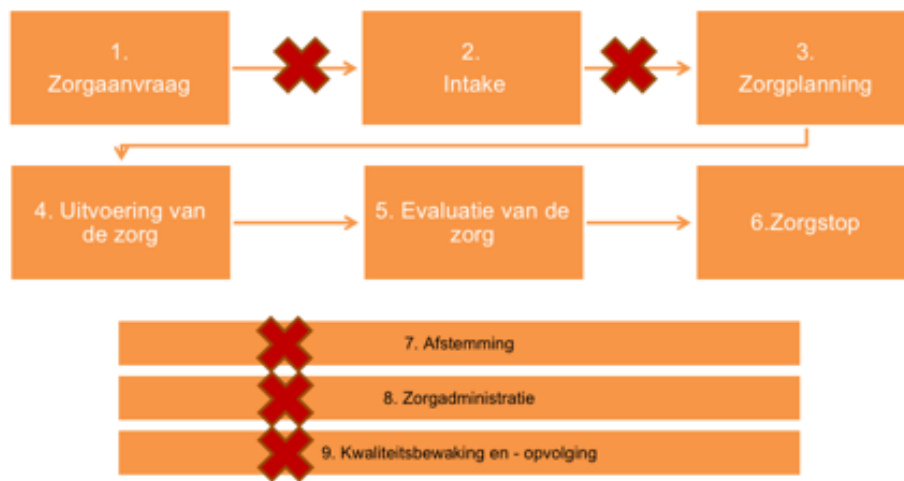 1.
Zorgaanvraag
2.
Intake
3.
Zorgplanning
4. Uitvoering van
de zorg
5. Evaluatie van de
zorg
6.Zorgstop
7. Afstemming
8. Zorgadministratie
9. Kwaliteitsbewaking en - opvolging